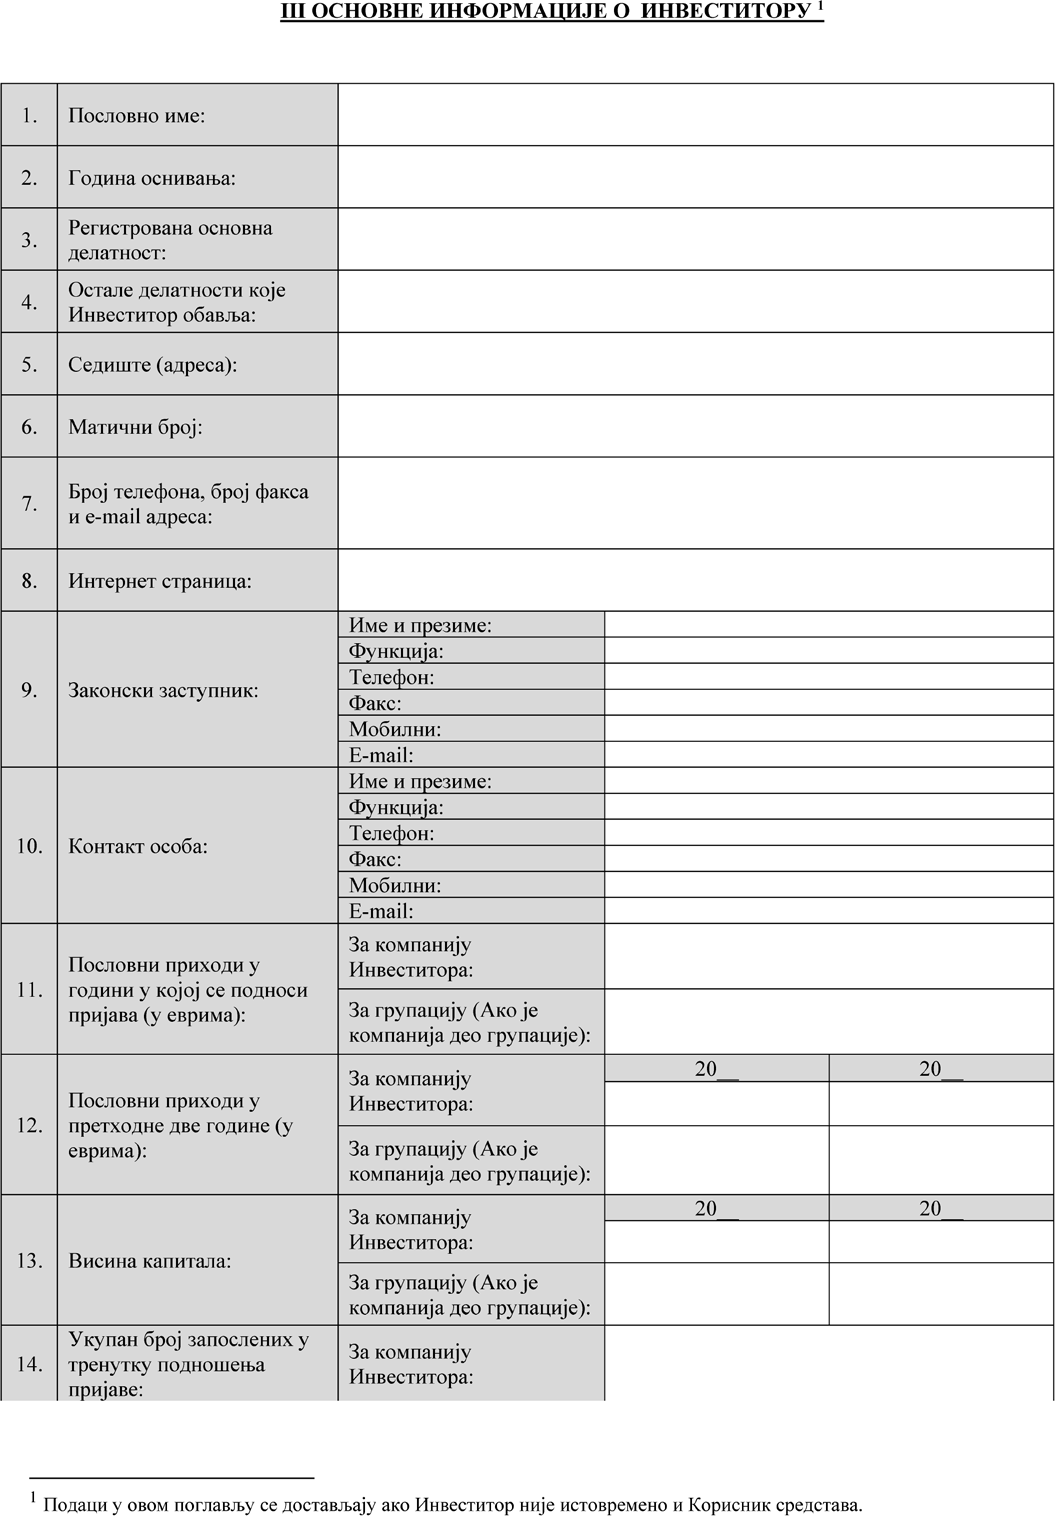 III ОСНОВНЕ ИНФОРМАЦИЈЕ О ИНВЕСТИТОРУ 1
1. Пословно име:
2. Година оснивања:
3. Регистрована основна
делатност:
4. Остале делатности које
Инвеститор обавља:
5. Седиште (адреса):
6. Матични број:
7. Број телефона, број факса
и e-mail адреса:
8. Интернет страница:
9. Законски заступник:
Име и презиме:
Функција:
Телефон:
Факс:
Мобилни:
E-mail:
10. Контакт особа:
Име и презиме:
Функција:
Телефон:
Факс:
Мобилни:
E-mail:
11. Пословни приходи у
години у којој се подноси
пријава (у еврима):
За компанију
Инвеститора:
За групацију (Ако је
компанија део групације):
12. Пословни приходи у
претходне две године (у
еврима):
За компанију
Инвеститора:
20__ 20__
За групацију (Ако је
компанија део групације):
13. Висина капитала:
За компанију
Инвеститора:
20__ 20__
За групацију (Ако је
компанија део групације):
14. Укупан број запослених у
тренутку подношења
пријаве:
За компанију
Инвеститора:
1 Подаци у овом поглављу се достављају ако Инвеститор није истовремено и Корисник средстава.